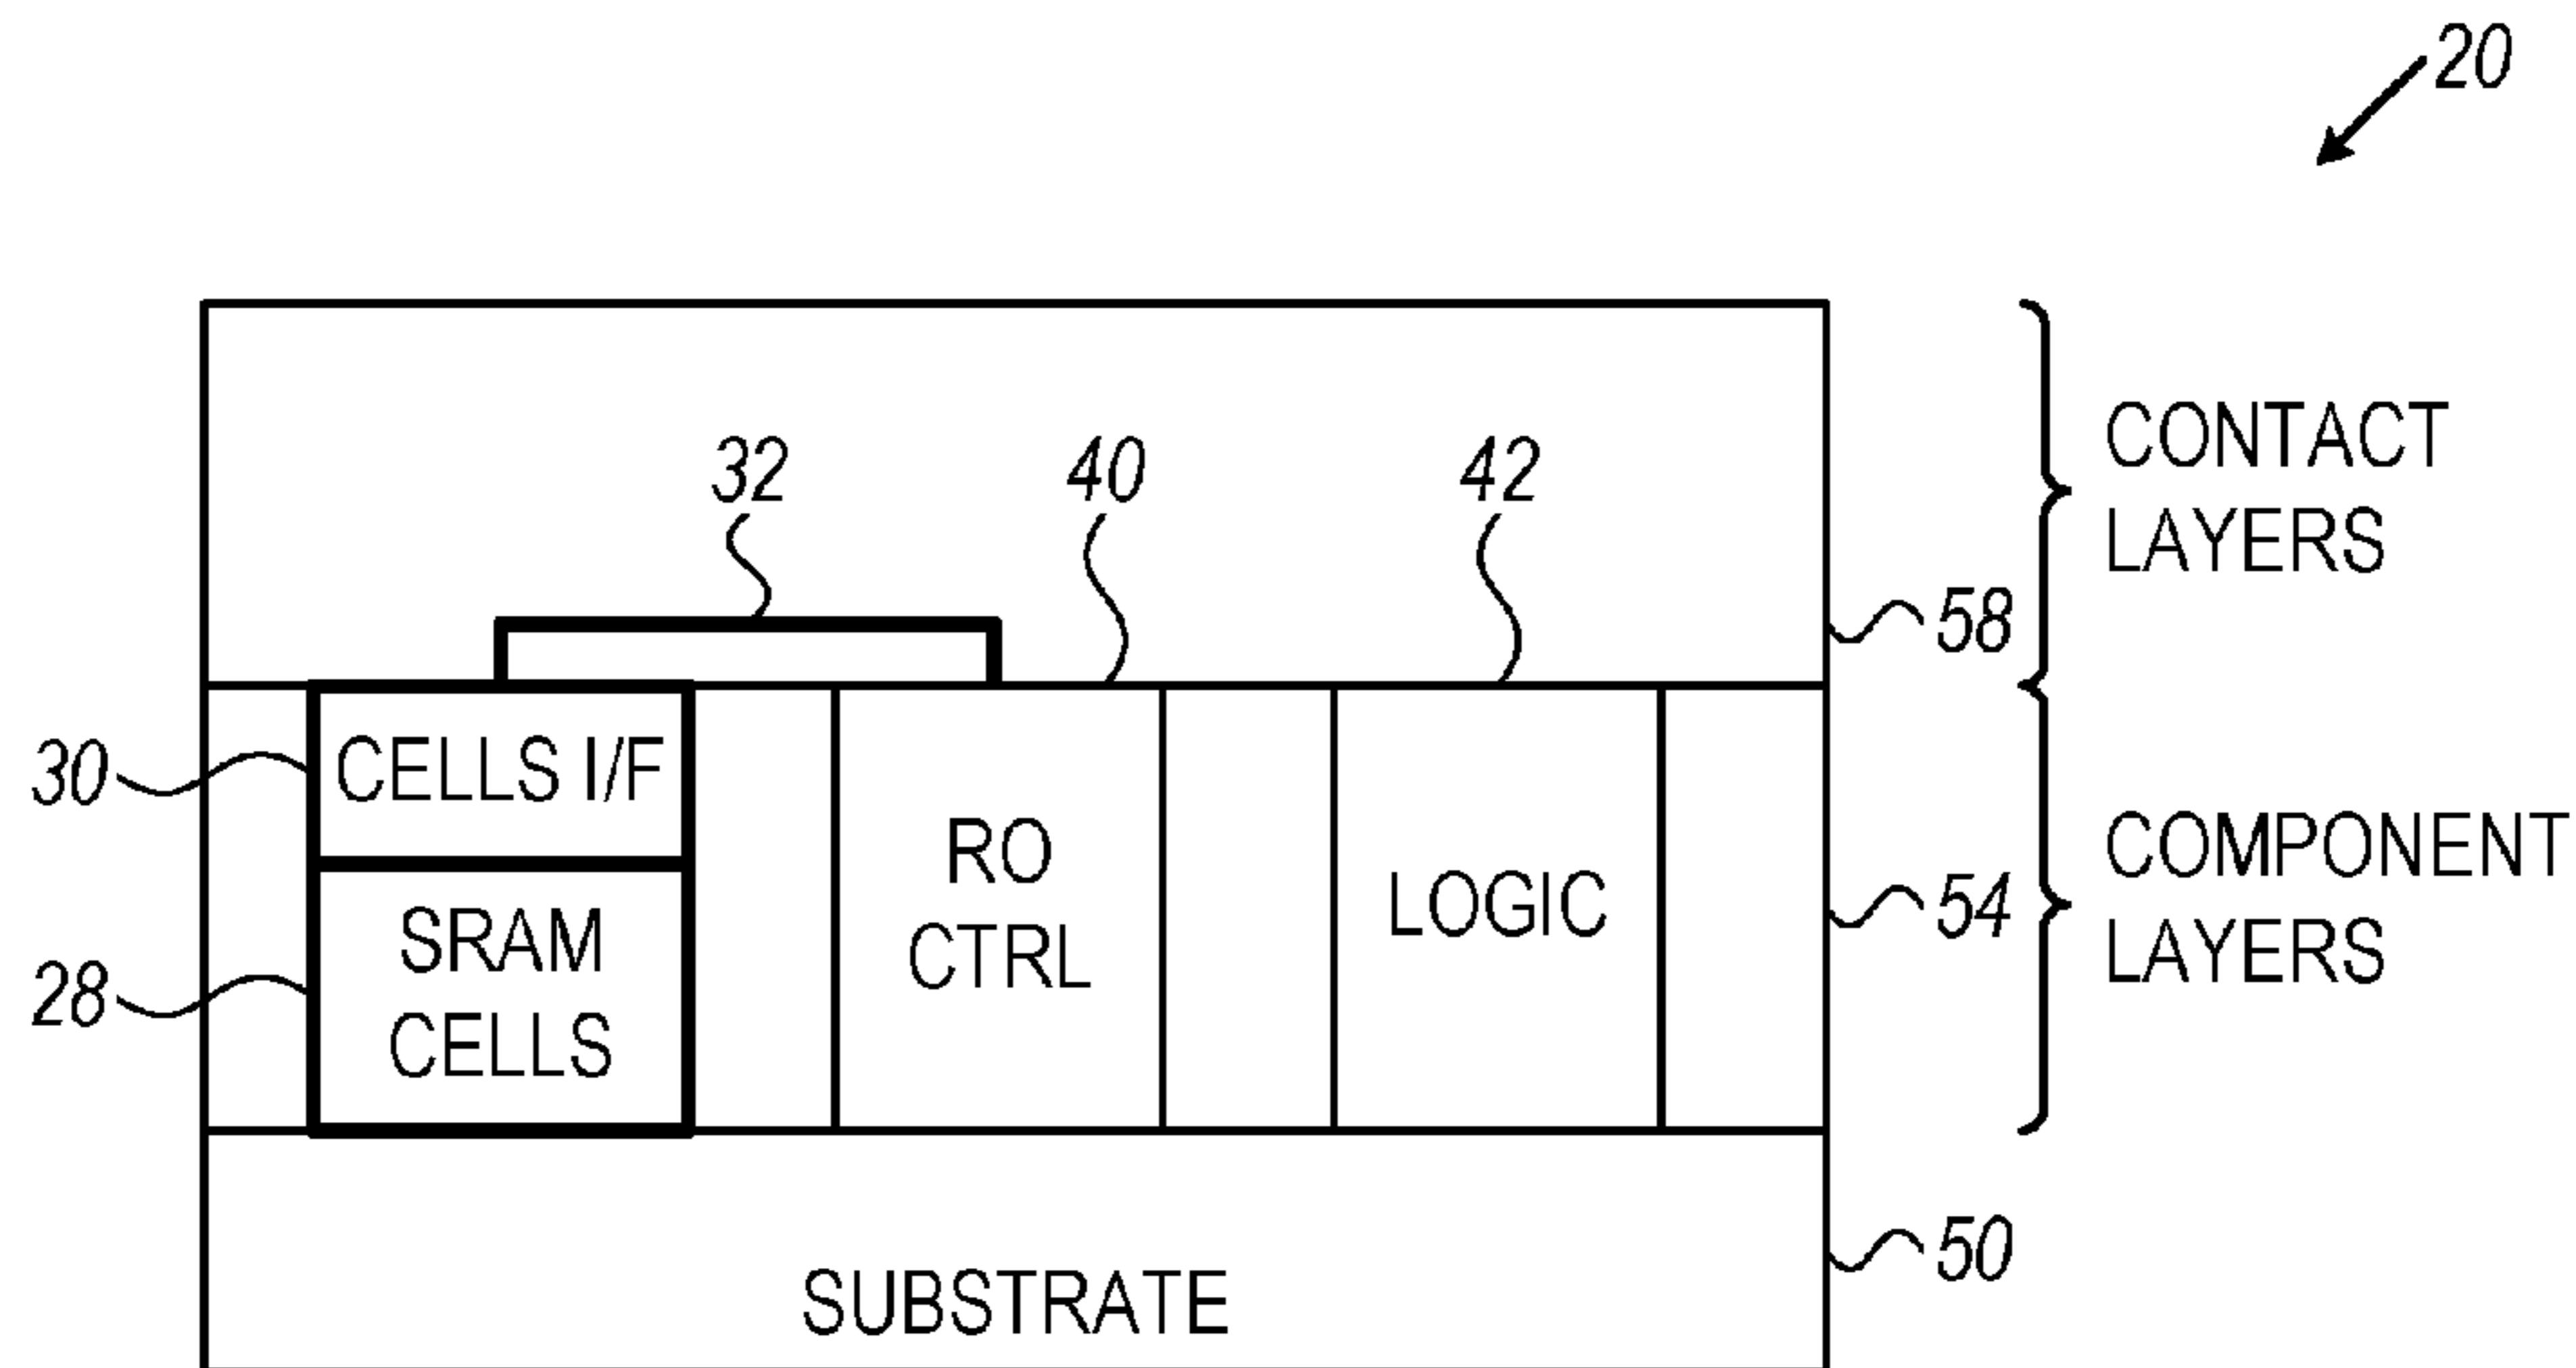 20
CONTACT
LAYERS
32
40
42
58
30
CELLS I/F
RO
CTRL
LOGIC
COMPONENT
LAYERS
54
28
SRAM
CELLS
50
SUBSTRATE